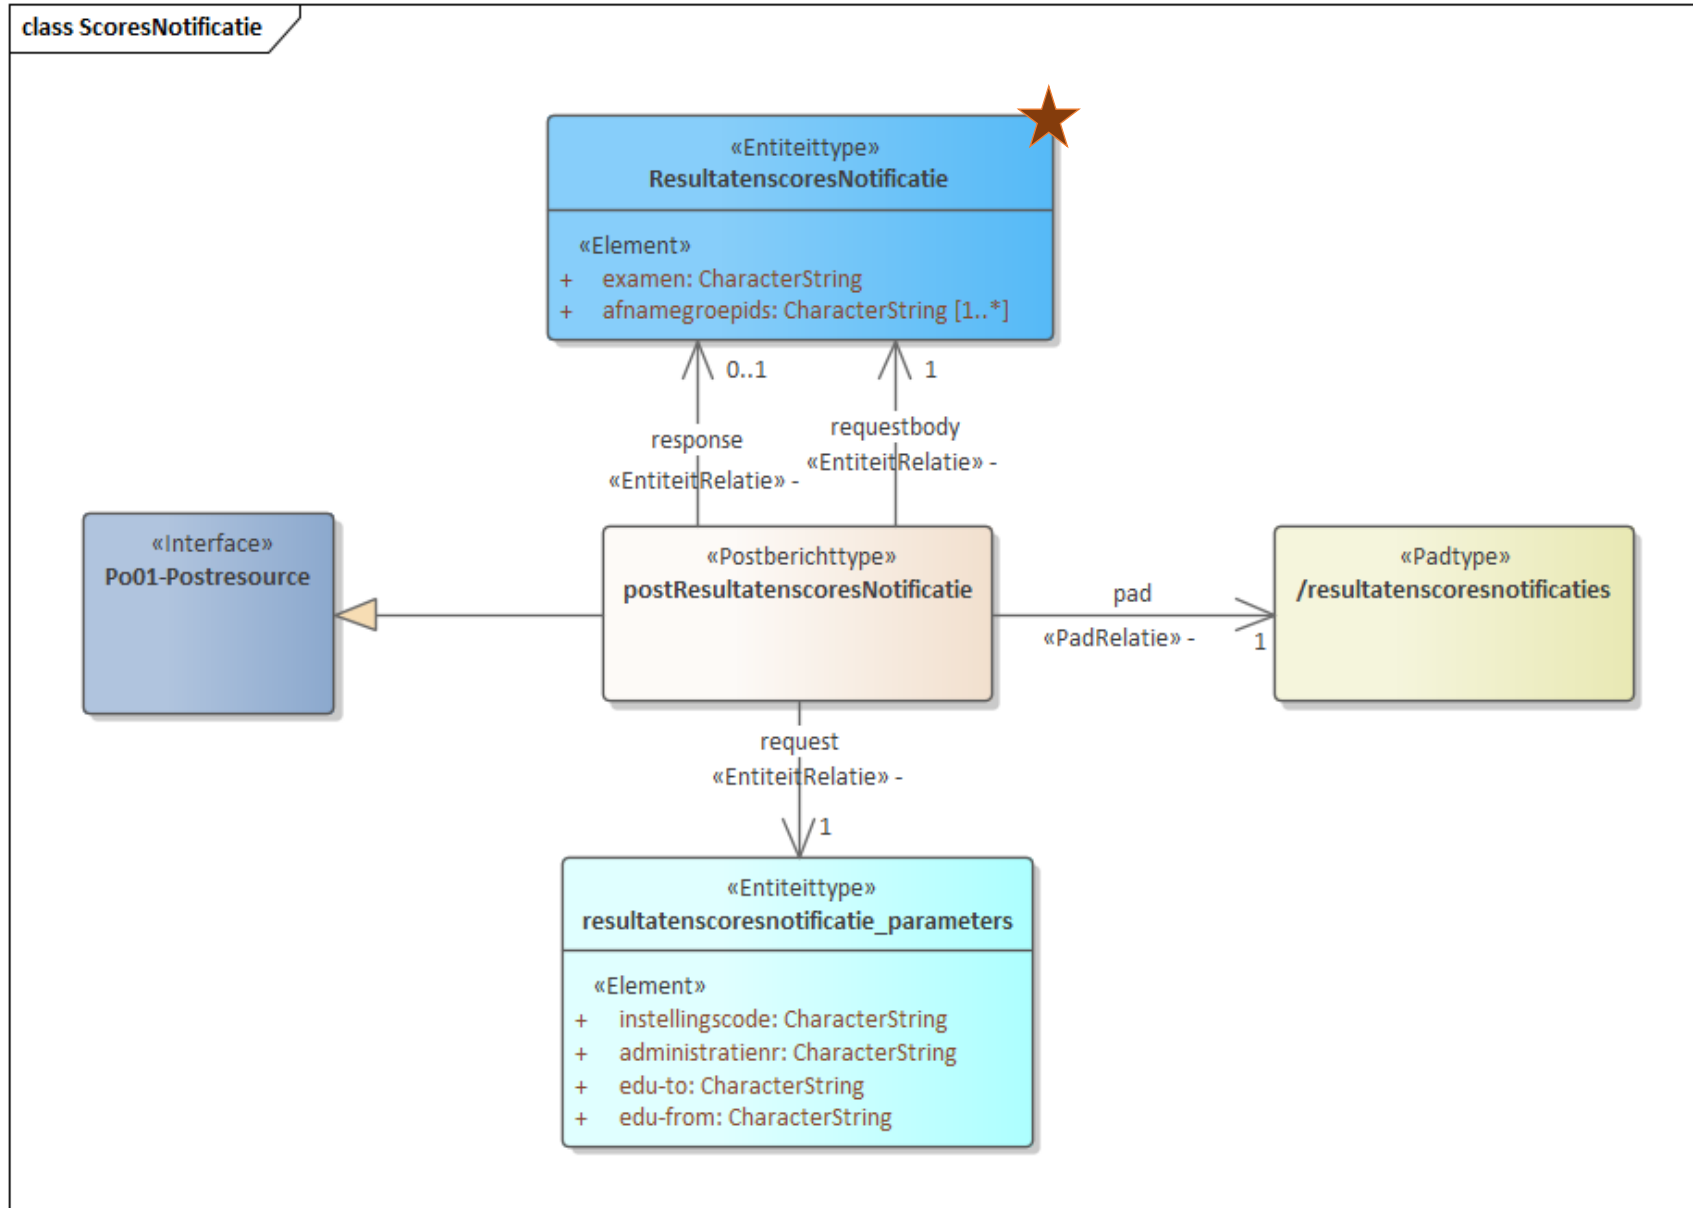 class ScoresNotificatie
«Entiteittype»
ResultatenscoresNotificatie
«Element»
+ examen: CharacterString
+ afnamegroepids: CharacterString [1..*]
0..1
1
response
«EntiteitRelatie» -
requestbody
«EntiteitRelatie» -
«Interface»
Po01-Postresource
«Postberichttype»
postResultatenscoresNotificatie
pad
«PadRelatie» -
1
«Padtype»
/resultatenscoresnotificaties
request
«EntiteitRelatie» -
1
«Entiteittype»
resultatenscoresnotificatie_parameters
«Element»
+ instellingscode: CharacterString
+ administratienr: CharacterString
+ edu-to: CharacterString
+ edu-from: CharacterString